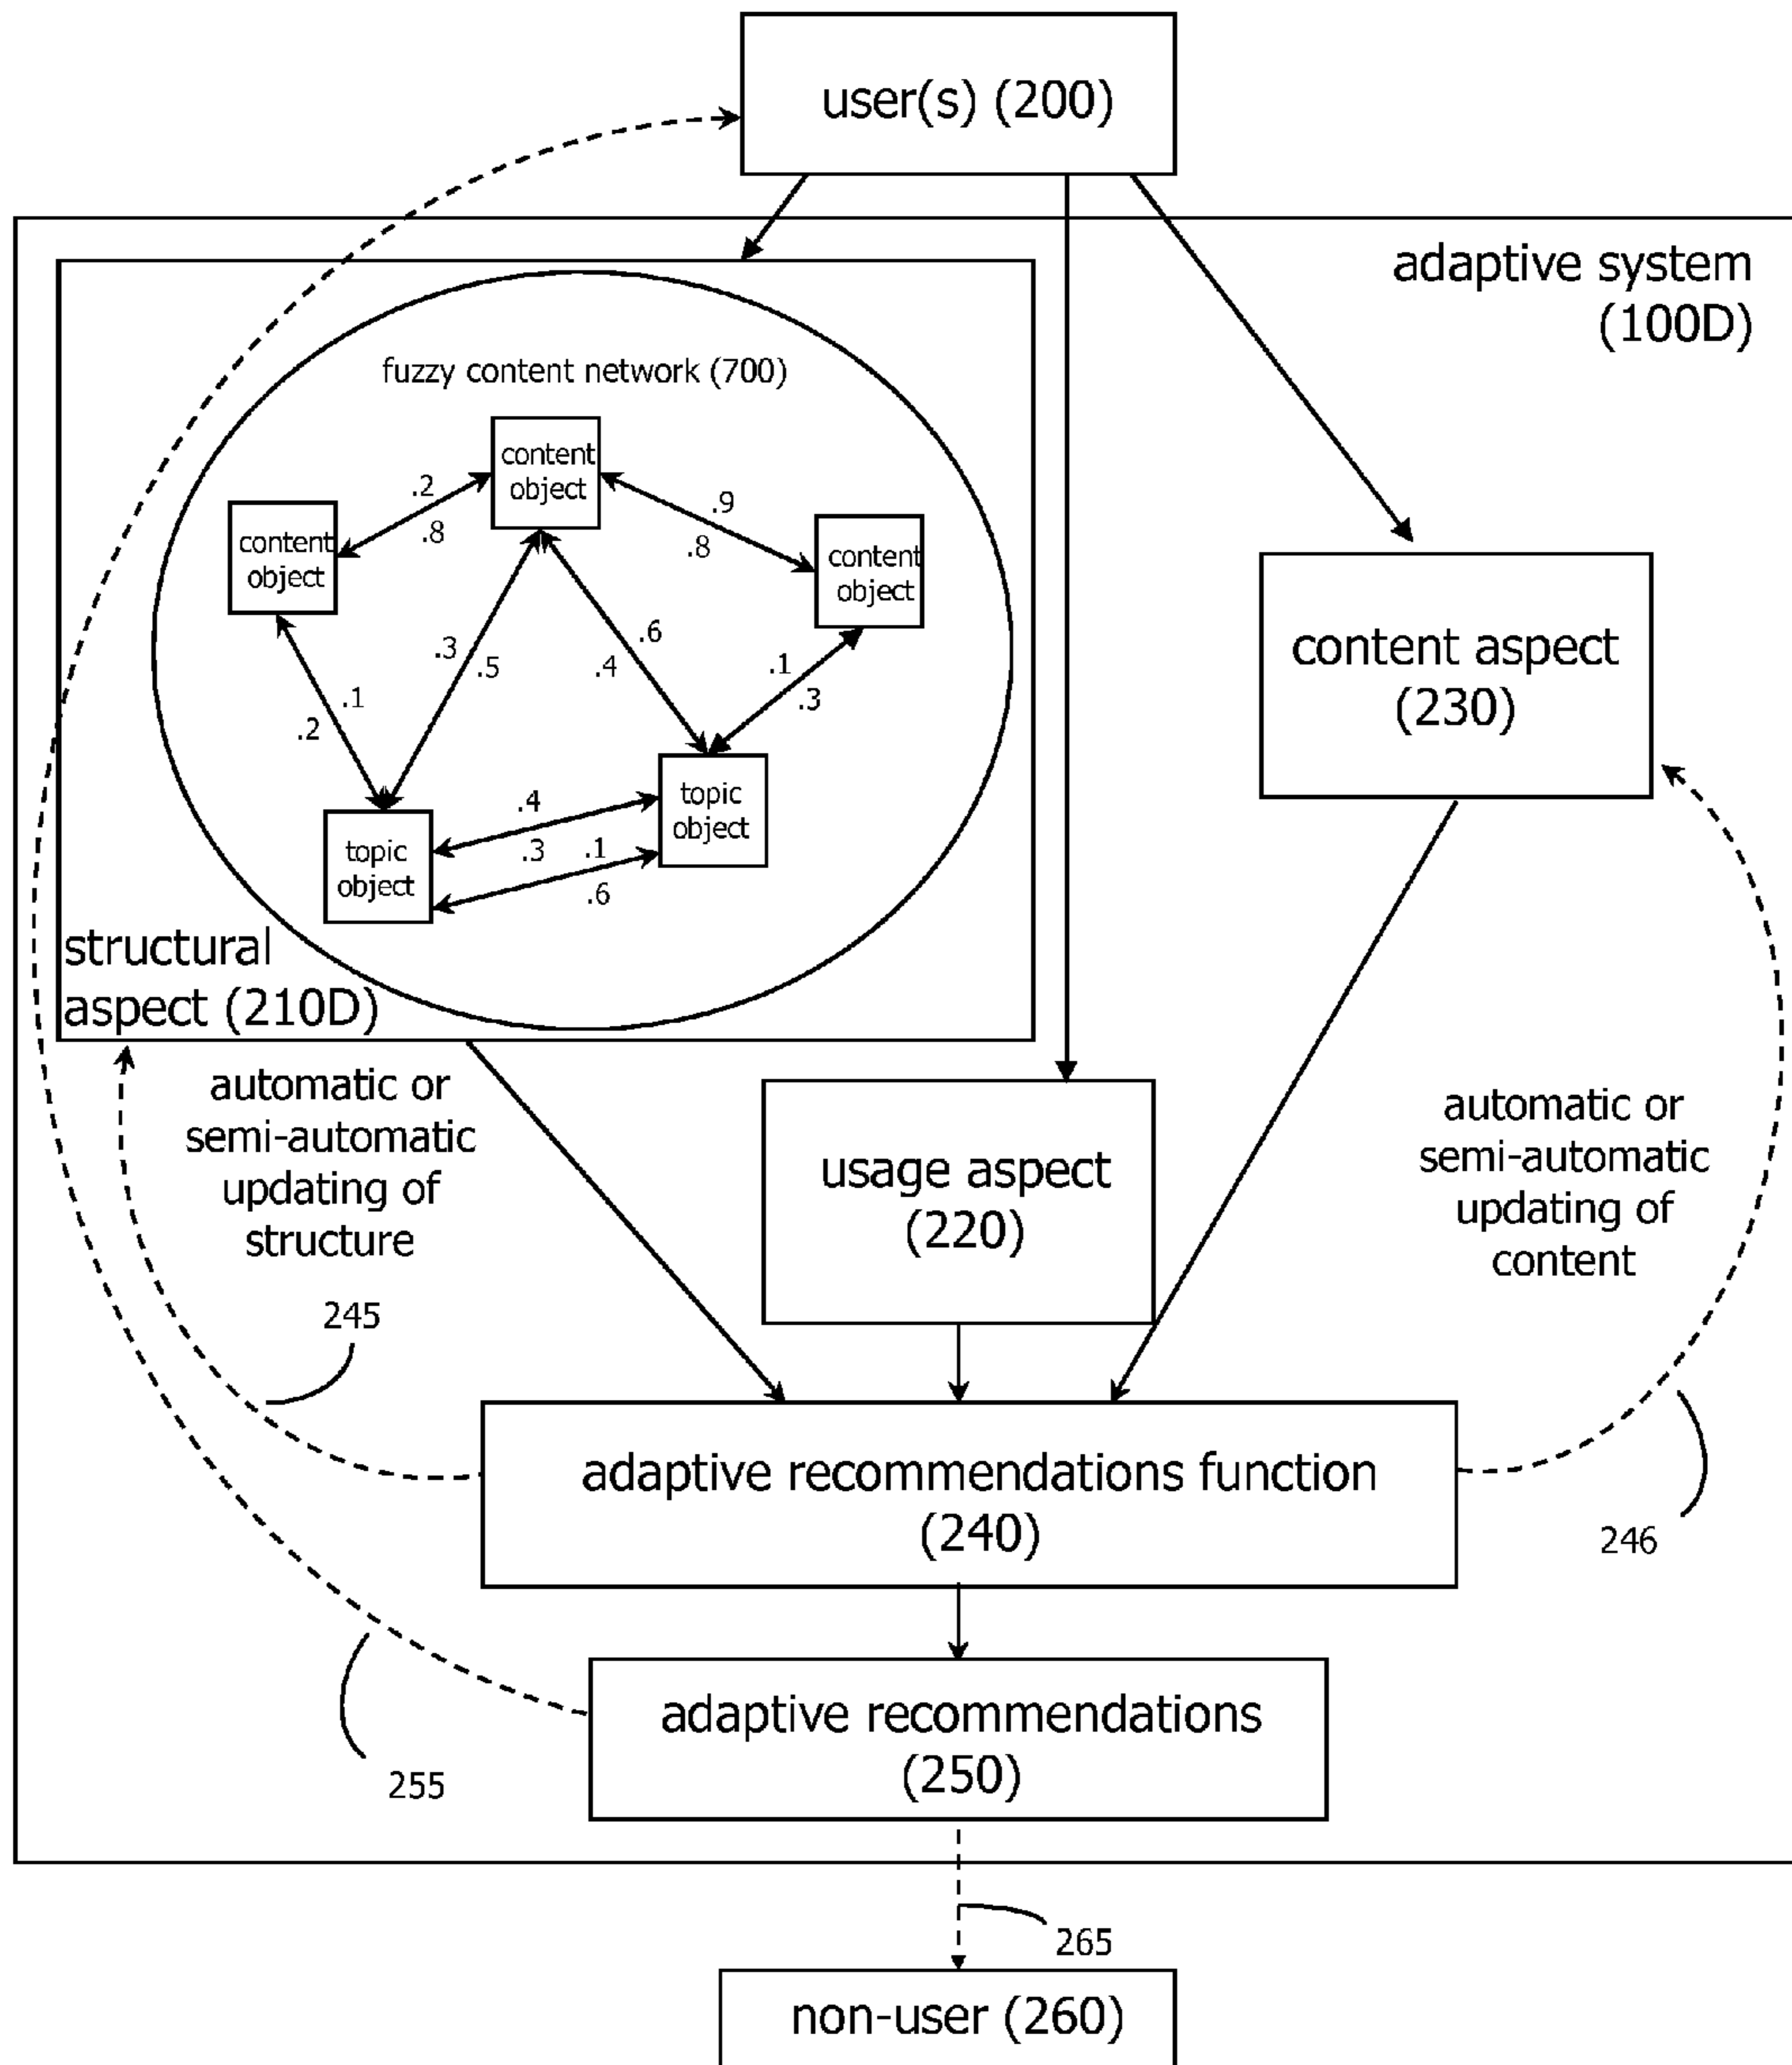 user(s) (200)
adaptive system
(100D)
fuzzy content network (700)
content
object
.2
.8
.9
.8
content
object
content
object
.3
.5
.6
.4
.1
.3
.1
.2
topic
object
.4
.3
.1
.6
topic
object
structural
aspect (210D)
content aspect
(230)
automatic or
semi-automatic
updating of
structure
245
usage aspect
(220)
automatic or
semi-automatic
updating of
content
246
adaptive recommendations function
(240)
adaptive recommendations
(250)
255
265
non-user (260)